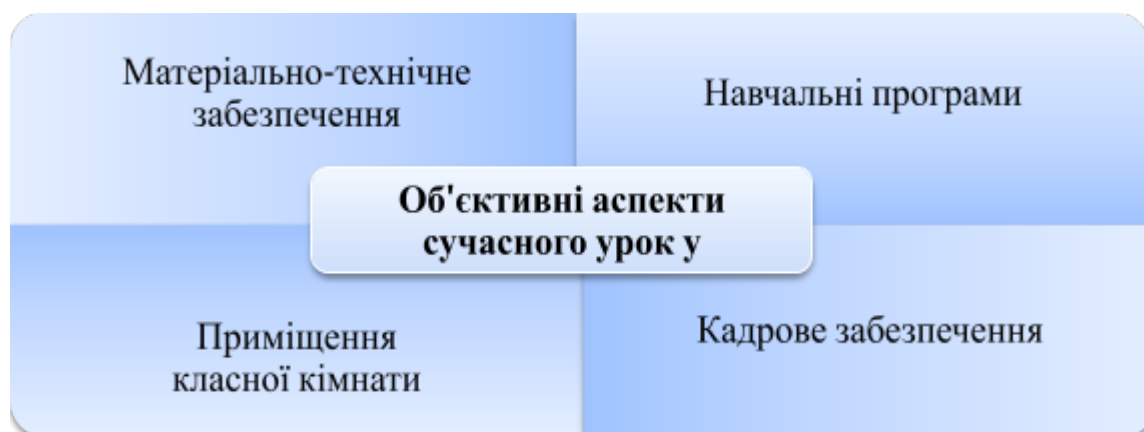 Матеріально-технічне
забезпечення
Навчальні програми
Об'єктивні аспекти
сучасного урок у
Приміщення
класної кімнати
Кадрове забезпечення